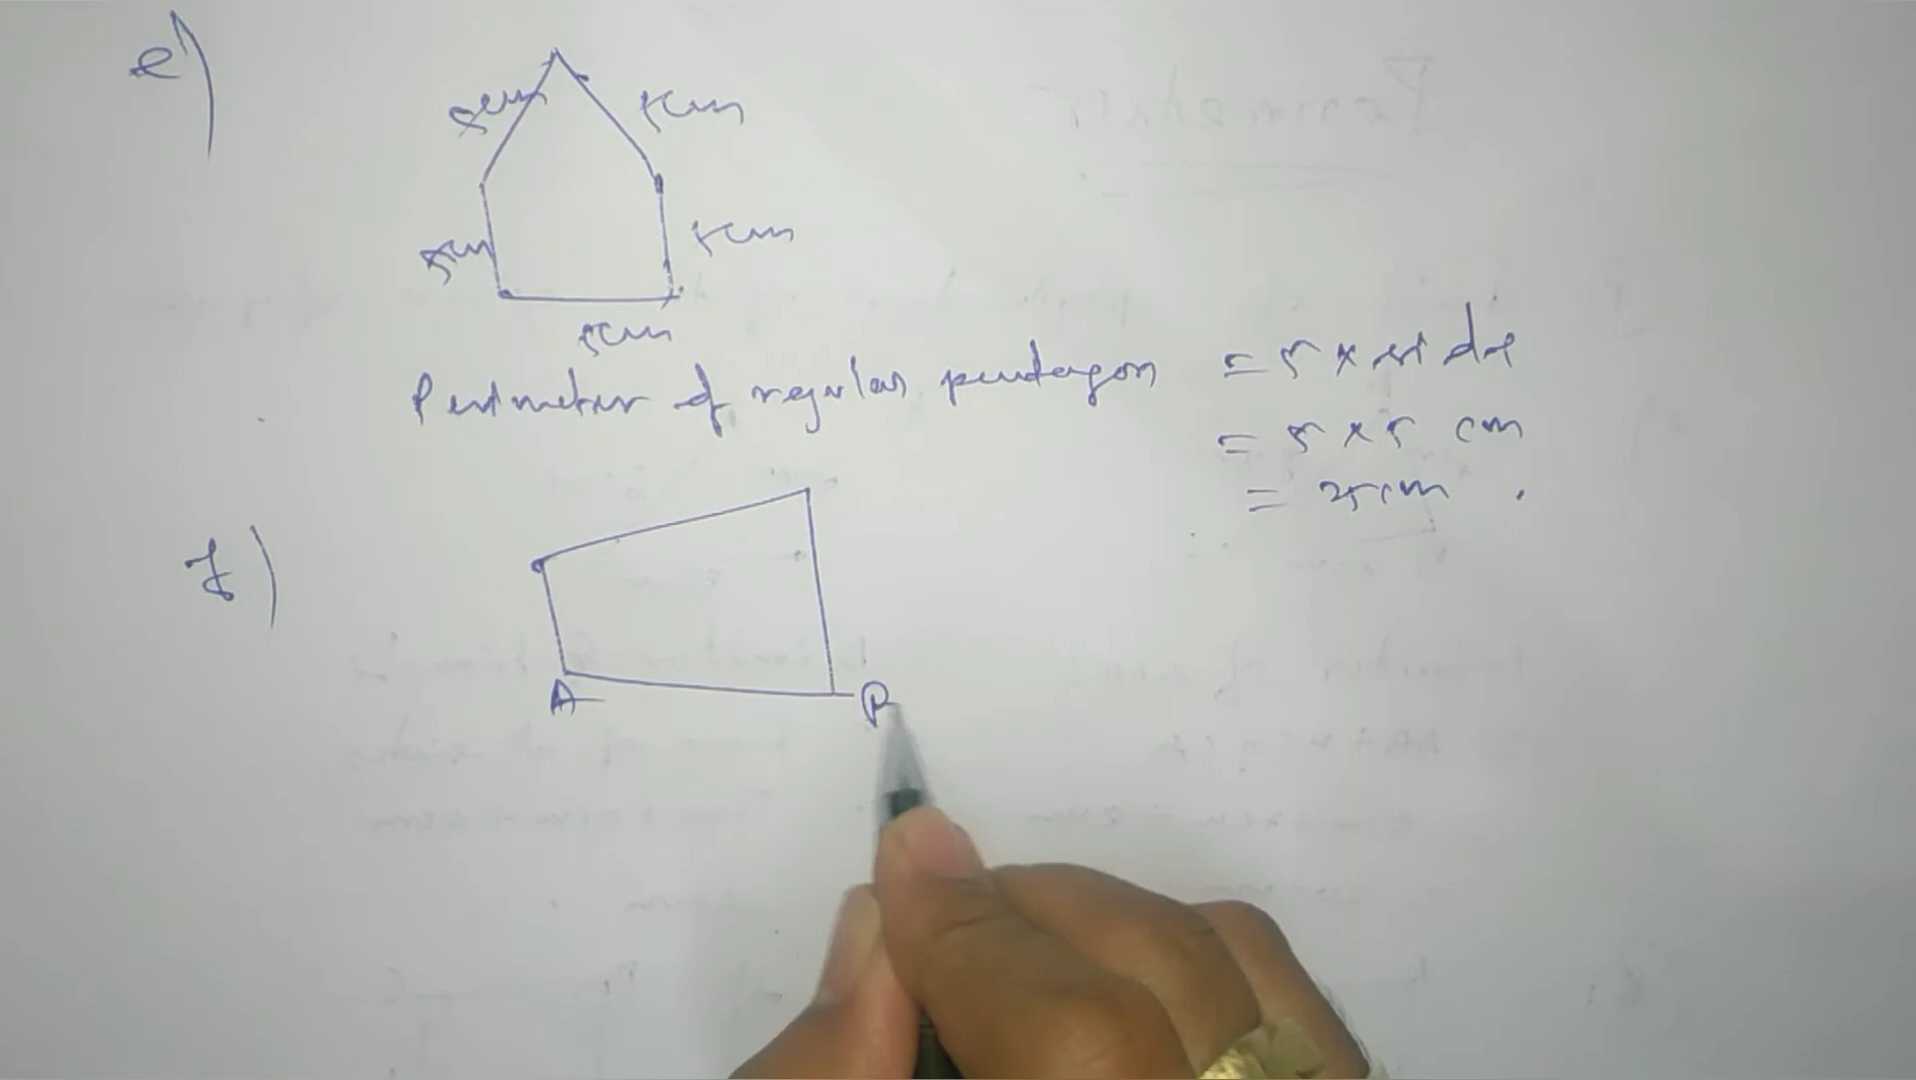 e)
5cm 5cm
5cm 5cm
5cm
Perimeter of regular pentagon = 5 × side
= 5 × 5 cm
= 25cm .
f)
A